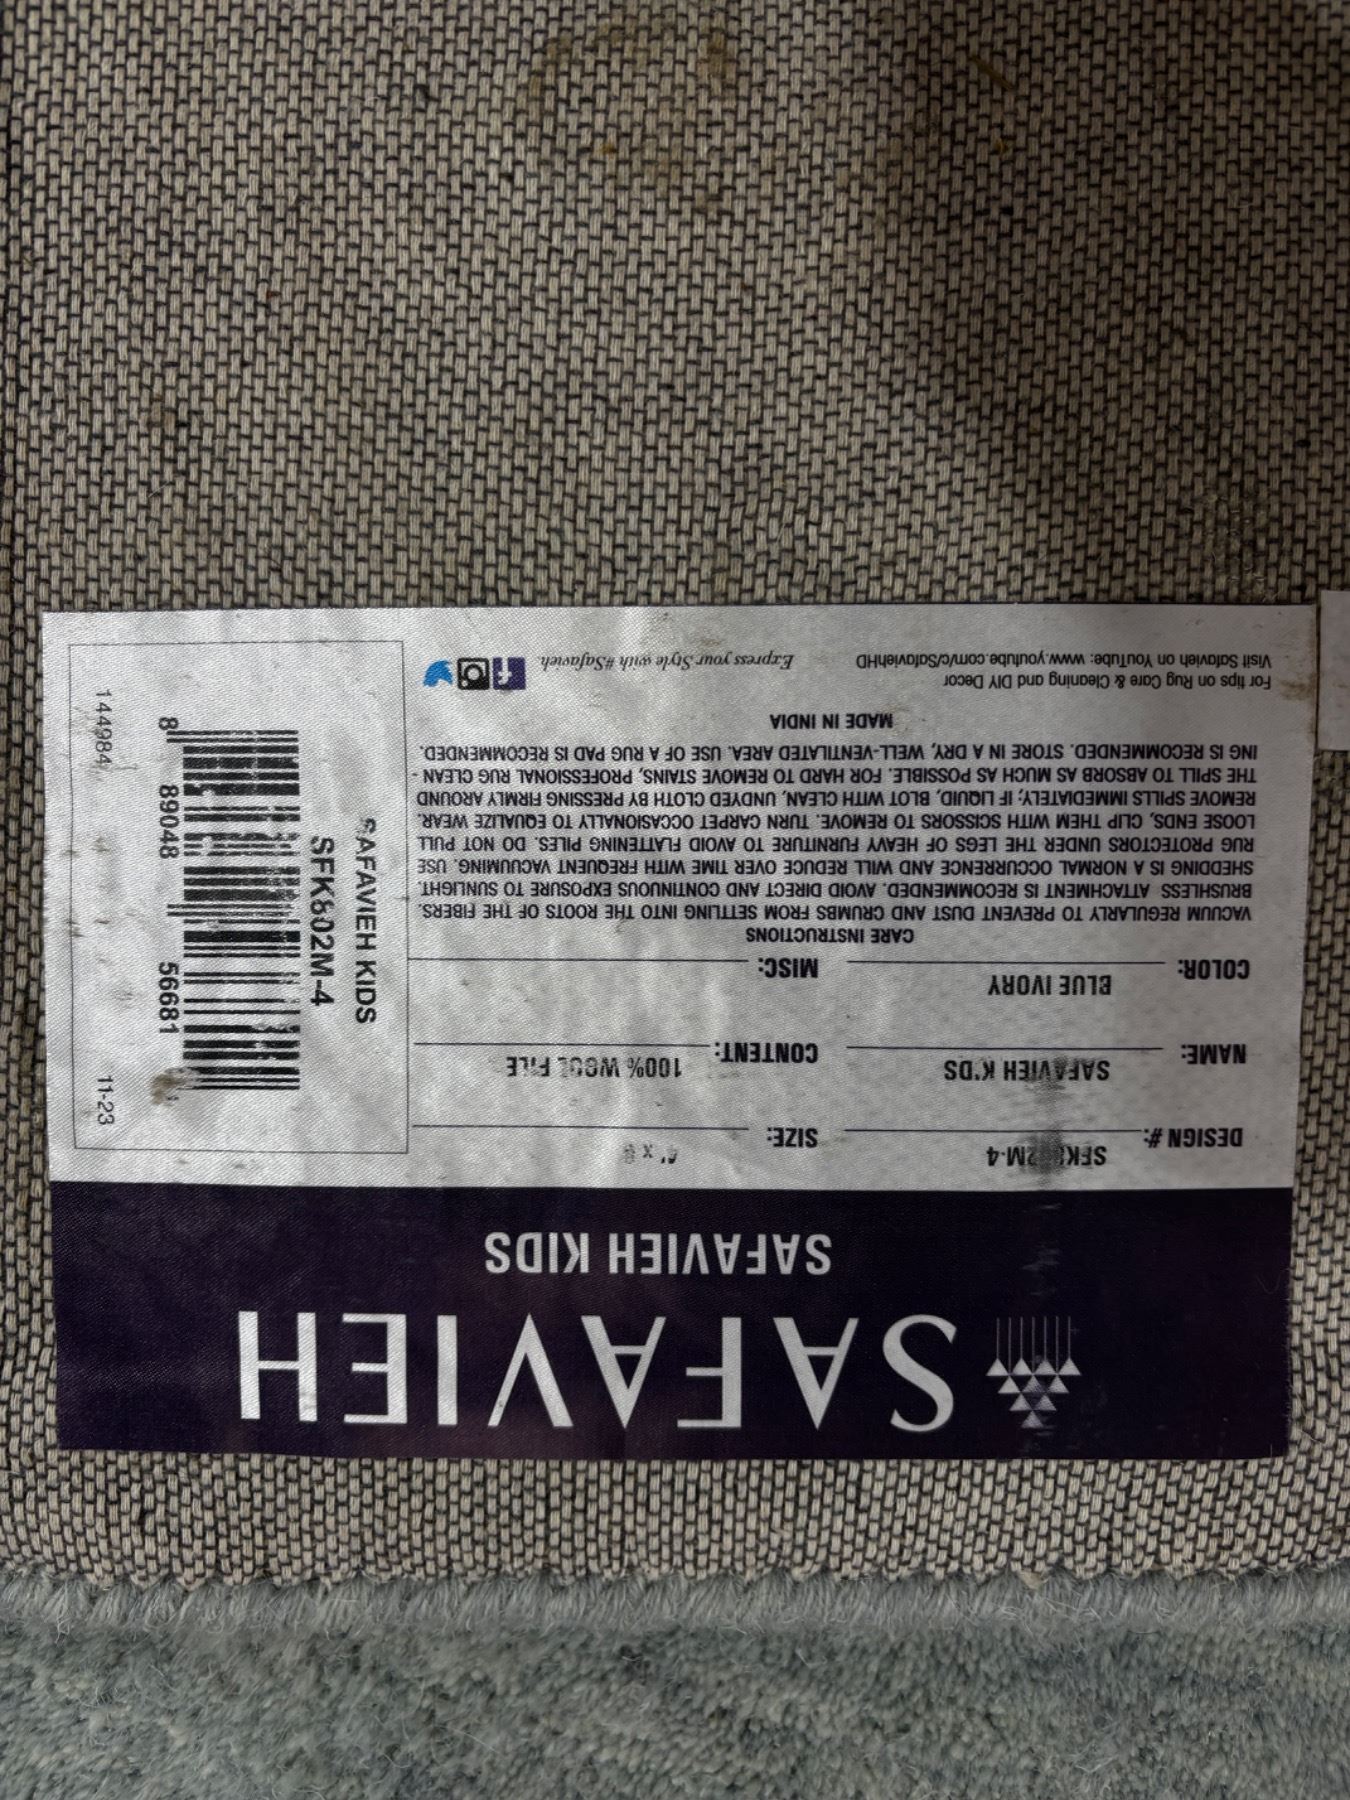 SAFAVIEH
SAFAVIEH KIDS
DESIGN #:
SIZE:
NAME: SAFAVIEH K'DS
CONTENT: 100% WOOL PILE
COLOR: BLUE IVORY
MISC:
CARE INSTRUCTIONS
VACUUM REGULARLY TO PREVENT DUST AND CRUMBS FROM SETTLING INTO THE ROOTS OF THE FIBERS.
BRUSHLESS ATTACHMENT IS RECOMMENDED. AVOID DIRECT AND CONTINUOUS EXPOSURE TO SUNLIGHT.
SHEDDING IS A NORMAL OCCURRENCE AND WILL REDUCE OVER TIME WITH FREQUENT VACUUMING. USE
RUG PROTECTORS UNDER THE LEGS OF HEAVY FURNITURE TO AVOID FLATTENING PILES. DO NOT PULL
LOOSE ENDS, CLIP THEM WITH SCISSORS TO REMOVE. TURN CARPET OCCASIONALLY TO EQUALIZE WEAR.
REMOVE SPILLS IMMEDIATELY; IF LIQUID, BLOT WITH CLEAN, UNDYED CLOTH BY PRESSING FIRMLY AROUND
THE SPILL TO ABSORB AS MUCH AS POSSIBLE. FOR HARD TO REMOVE STAINS, PROFESSIONAL RUG CLEAN -
ING IS RECOMMENDED. STORE IN A DRY, WELL-VENTILATED AREA. USE OF A RUG PAD IS RECOMMENDED.
MADE IN INDIA
For tips on Rug Care & Cleaning and DIY Decor
Visit Safavieh on YouTube: www.youtube.com/c/SafaviehHD
Express your Style with #Safavieh.
SAFAVIEH KIDS
SFK802M-4
8 89048 56681 1
144984 11-23